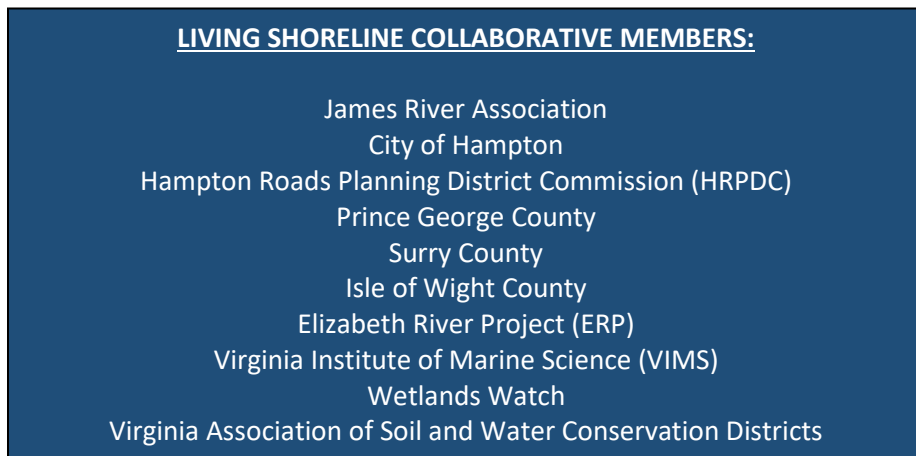 LIVING SHORELINE COLLABORATIVE MEMBERS:
James River Association
City of Hampton
Hampton Roads Planning District Commission (HRPDC)
Prince George County
Surry County
Isle of Wight County
Elizabeth River Project (ERP)
Virginia Institute of Marine Science (VIMS)
Wetlands Watch
Virginia Association of Soil and Water Conservation Districts